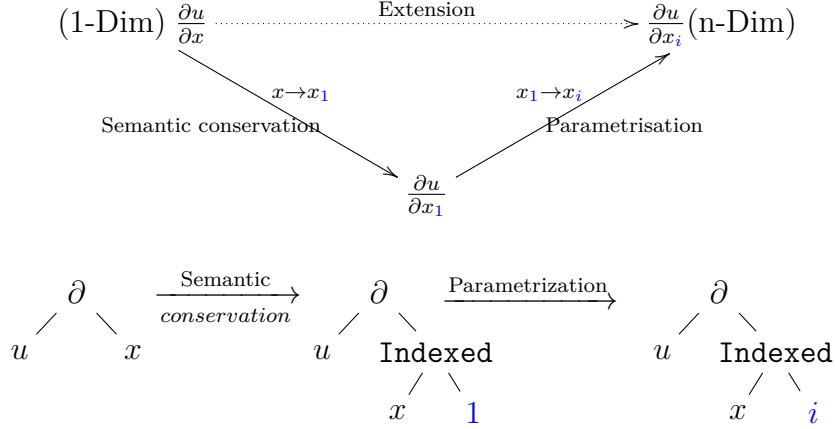 (1-Dim) ∂u/∂x Extension ∂u/∂x_i (n-Dim)
x→x_1 x_1→x_i
Semantic conservation Parametrisation
∂u/∂x_1
∂ Semantic conservation ∂ Parametrization ∂
u x u Indexed u Indexed
x 1 x i